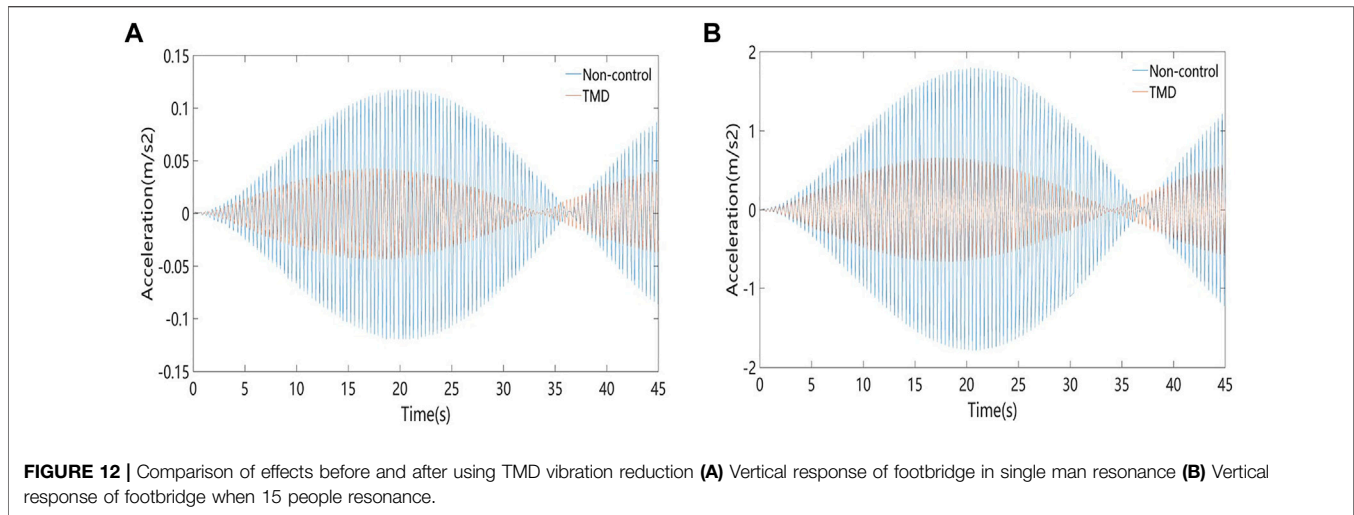 A
Acceleration(m/s2)
0.15
0.1
0.05
0
-0.05
-0.1
-0.15
0 5 10 15 20 25 30 35 40 45
Time(s)
Non-control
TMD
B
Acceleration(m/s2)
2
1
0
-1
-2
0 5 10 15 20 25 30 35 40 45
Time(s)
Non-control
TMD
FIGURE 12 | Comparison of effects before and after using TMD vibration reduction (A) Vertical response of footbridge in single man resonance (B) Vertical
response of footbridge when 15 people resonance.